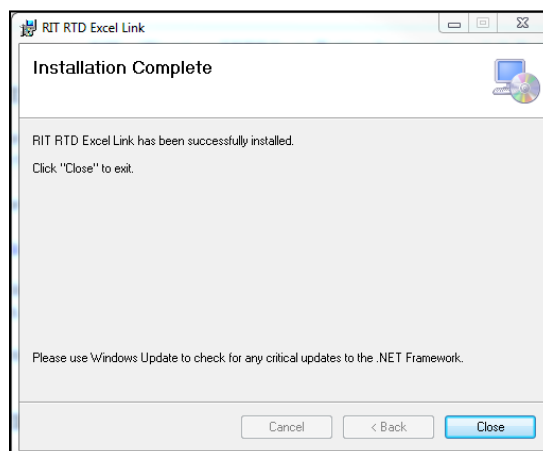 RIT RTD Excel Link
Installation Complete
RIT RTD Excel Link has been successfully installed.
Click "Close" to exit.
Please use Windows Update to check for any critical updates to the .NET Framework.
Cancel < Back Close